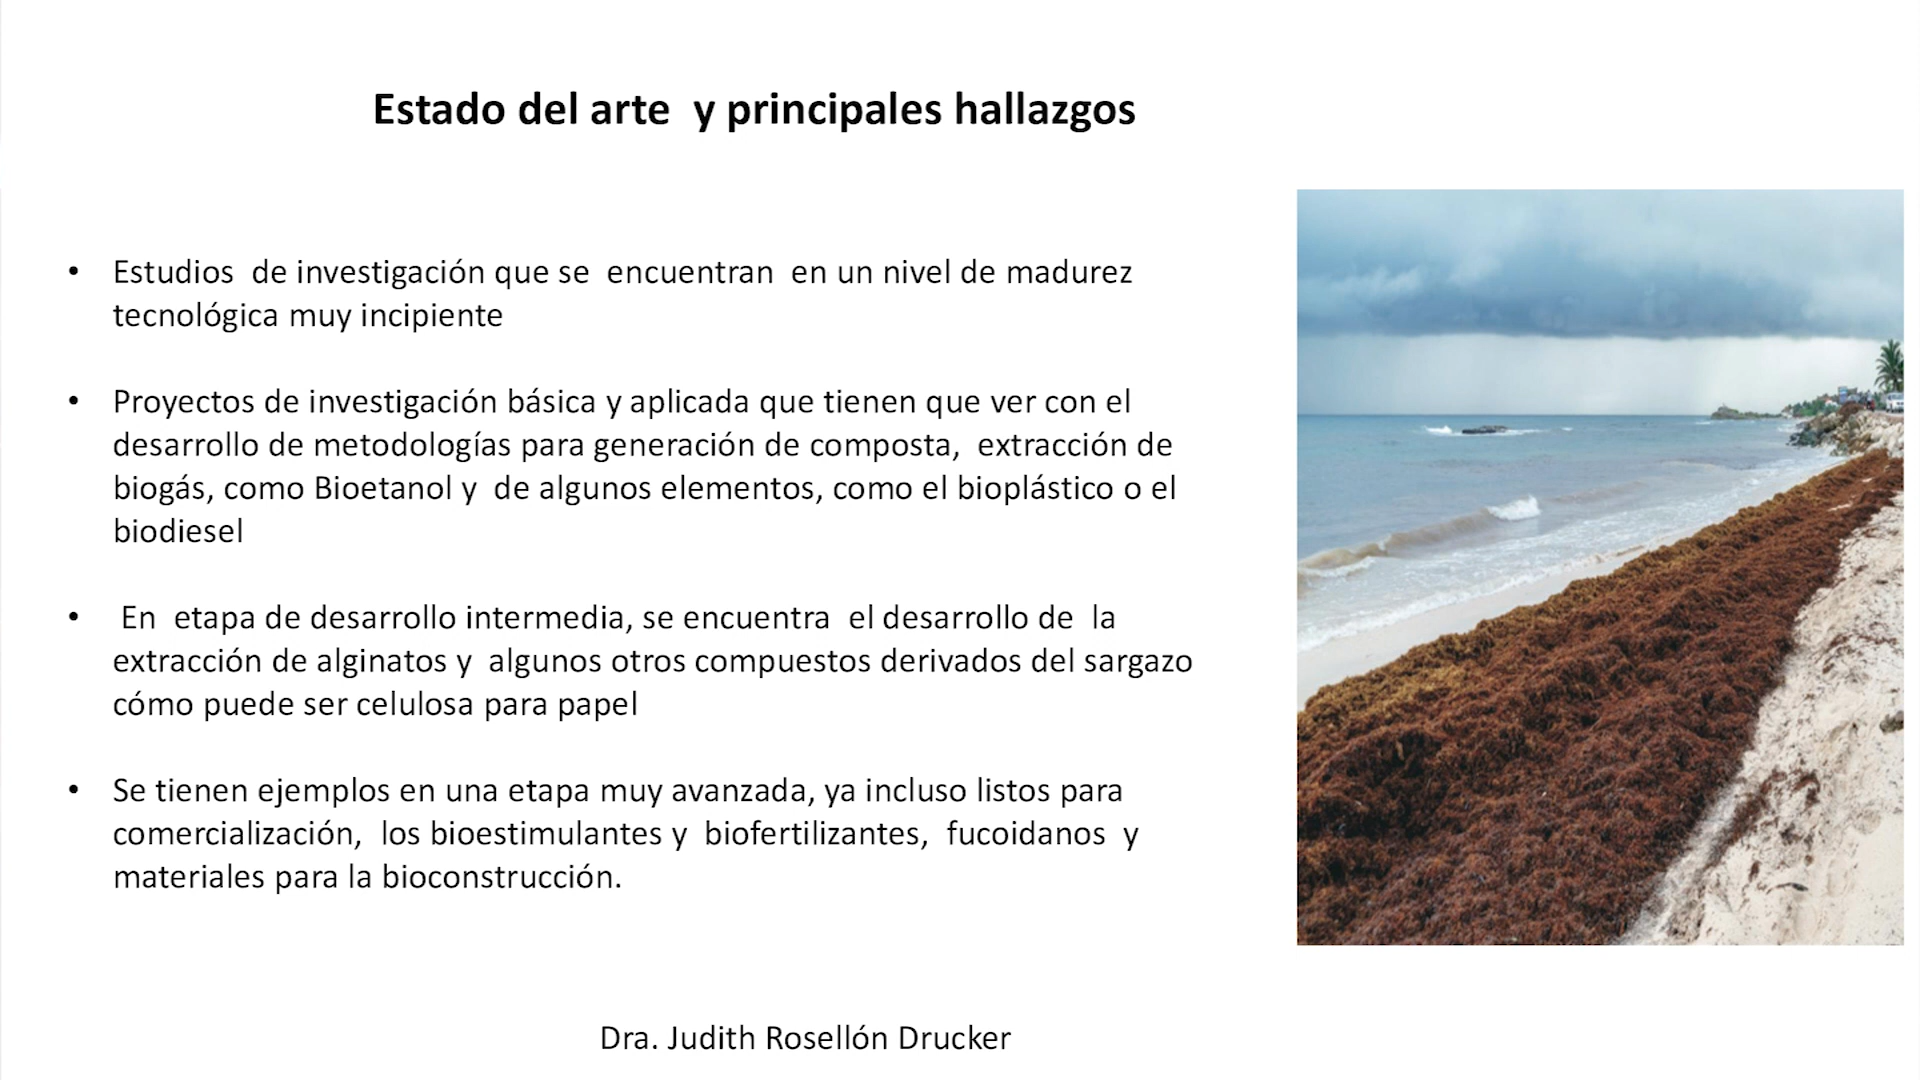 Estado del arte  y principales hallazgos
• Estudios  de investigación que se  encuentran  en un nivel de madurez
tecnológica muy incipiente
• Proyectos de investigación básica y aplicada que tienen que ver con el
desarrollo de metodologías para generación de composta,  extracción de
biogás, como Bioetanol y  de algunos elementos, como el bioplástico o el
biodiesel
•  En  etapa de desarrollo intermedia, se encuentra  el desarrollo de  la
extracción de alginatos y  algunos otros compuestos derivados del sargazo
cómo puede ser celulosa para papel
• Se tienen ejemplos en una etapa muy avanzada, ya incluso listos para
comercialización,  los bioestimulantes y  biofertilizantes,  fucoidanos  y
materiales para la bioconstrucción.
Dra. Judith Rosellón Drucker